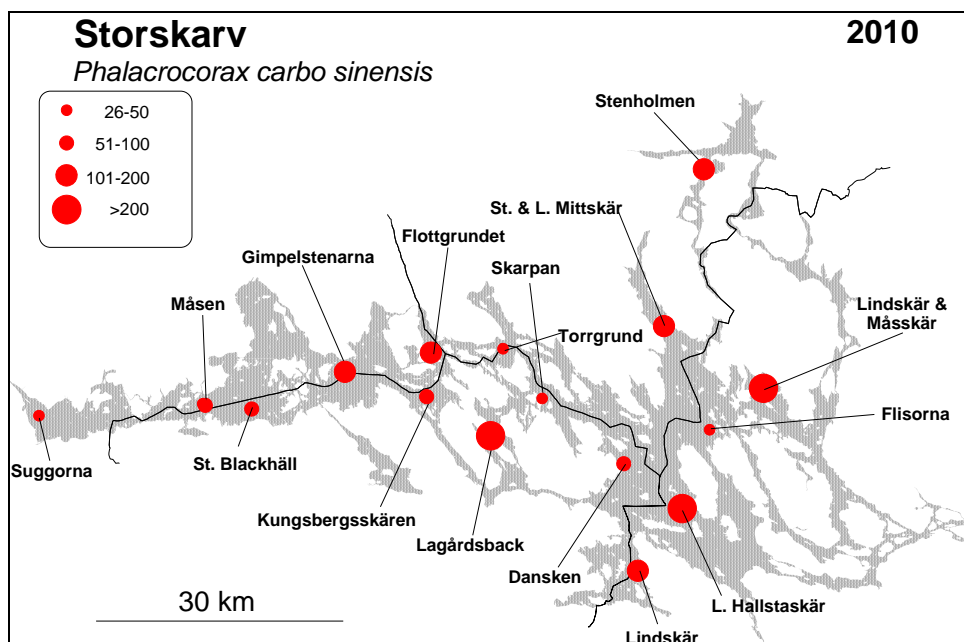 Storskarv
2010
Phalacrocorax carbo sinensis
26-50
51-100
101-200
>200
Stenholmen
St. & L. Mittskär
Flottgrundet
Gimpelstenarna
Skarpan
Måsen
Lindskär &
Måsskär
Torrgrund
Flisorna
Suggorna
St. Blackhäll
Kungsbergsskären
Lagårdsback
Dansken
L. Hallstaskär
Lindskär
30 km